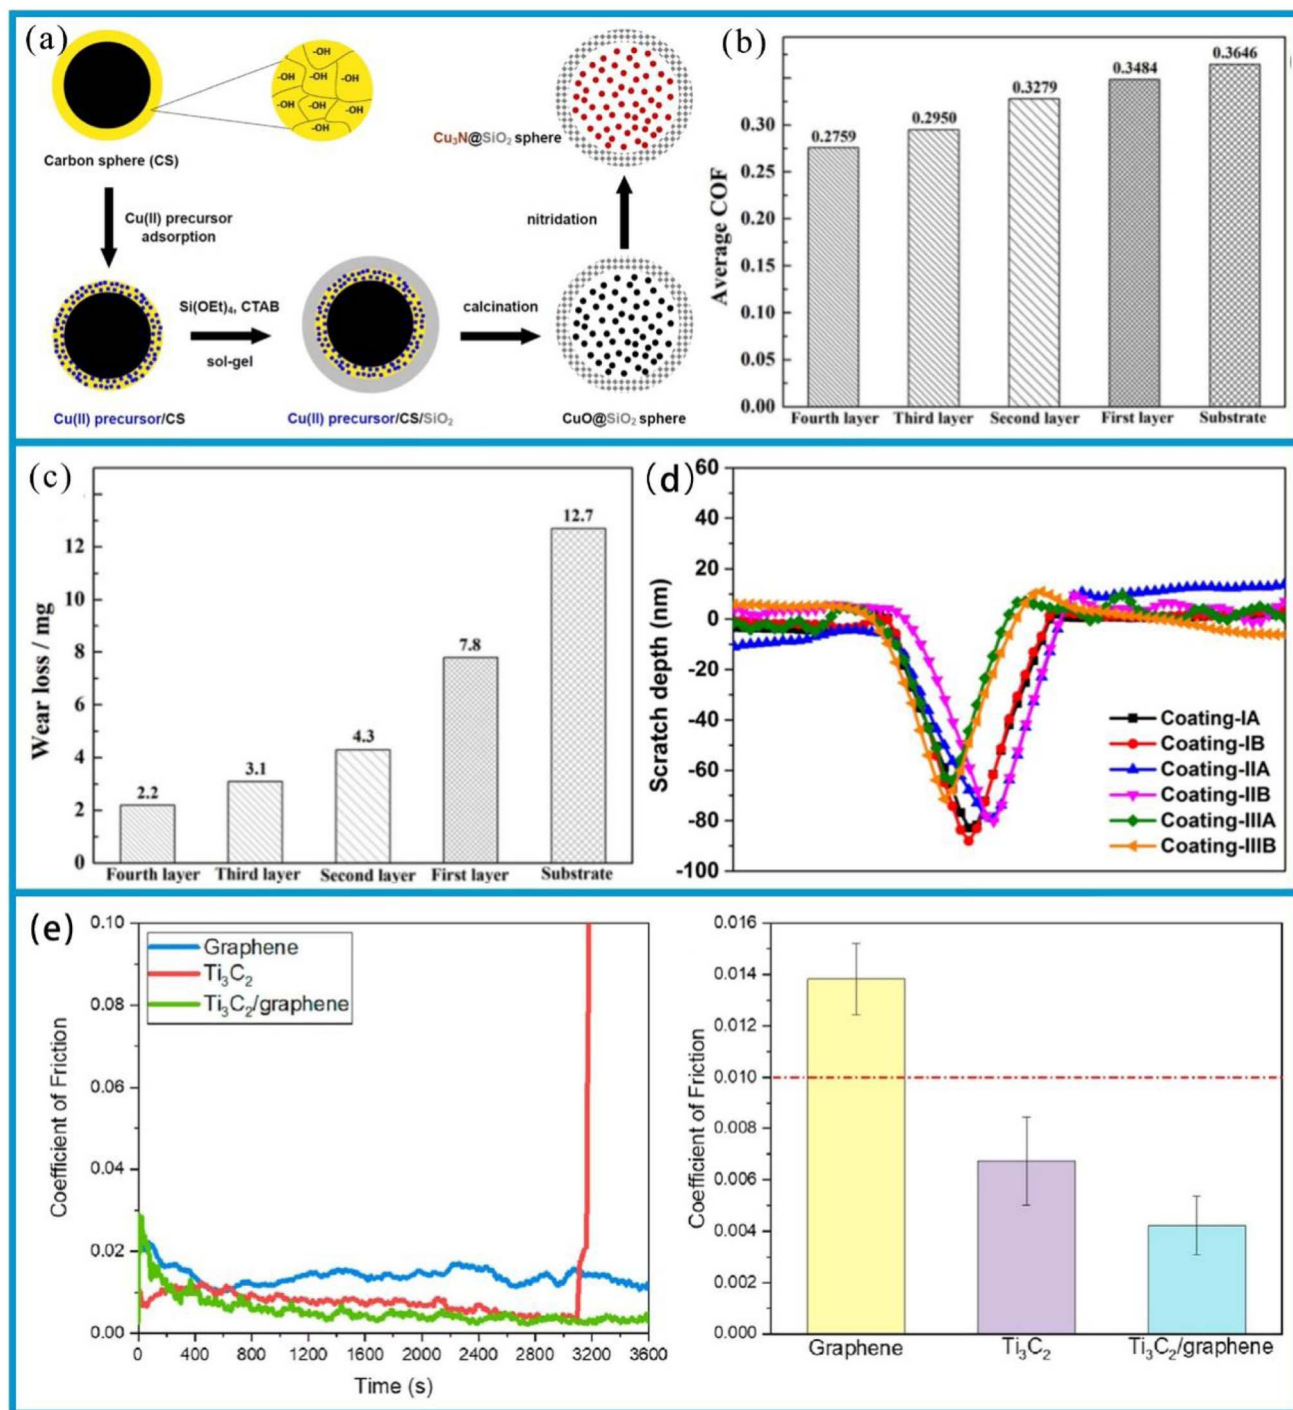 (a)
-OH
-OH -OH -OH
-OH -OH -OH
-OH
Carbon sphere (CS)
Cu(II) precursor
adsorption
Cu₃N@SiO₂ sphere
nitridation
Si(OEt)₄, CTAB
sol-gel
calcination
Cu(II) precursor/CS
Cu(II) precursor/CS/SiO₂
CuO@SiO₂ sphere
(b)
Average COF
0.30
0.25
0.20
0.15
0.10
0.05
0.00
0.2759
0.2950
0.3279
0.3484
0.3646
Fourth layer Third layer Second layer First layer Substrate
(c)
Wear loss / mg
12
10
8
6
4
2
0
2.2
3.1
4.3
7.8
12.7
Fourth layer Third layer Second layer First layer Substrate
(d)
Scratch depth (nm)
60
40
20
0
-20
-40
-60
-80
-100
Coating-IA
Coating-IB
Coating-IIA
Coating-IIB
Coating-IIIA
Coating-IIIB
(e)
Coefficient of Friction
0.10
0.08
0.06
0.04
0.02
0.00
Graphene
Ti₃C₂
Ti₃C₂/graphene
0 400 800 1200 1600 2000 2400 2800 3200 3600
Time (s)
Coefficient of Friction
0.016
0.014
0.012
0.010
0.008
0.006
0.004
0.002
0.000
Graphene Ti₃C₂ Ti₃C₂/graphene